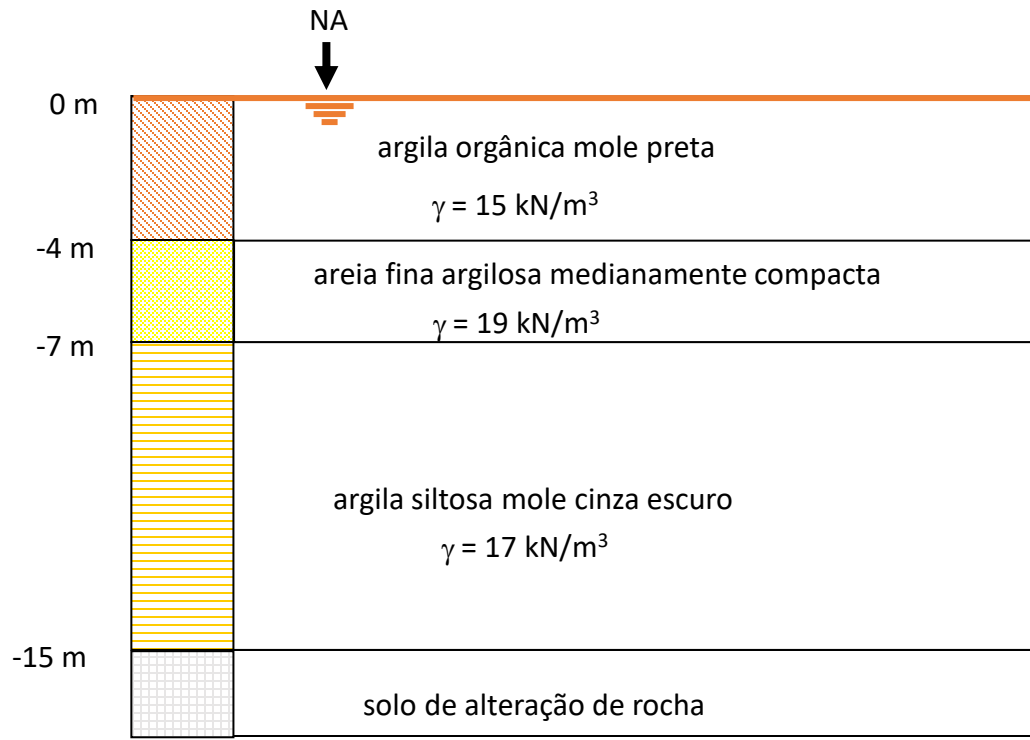 NA
0 m
argila orgânica mole preta
γ = 15 kN/m³
-4 m
areia fina argilosa medianamente compacta
γ = 19 kN/m³
-7 m
argila siltosa mole cinza escuro
γ = 17 kN/m³
-15 m
solo de alteração de rocha